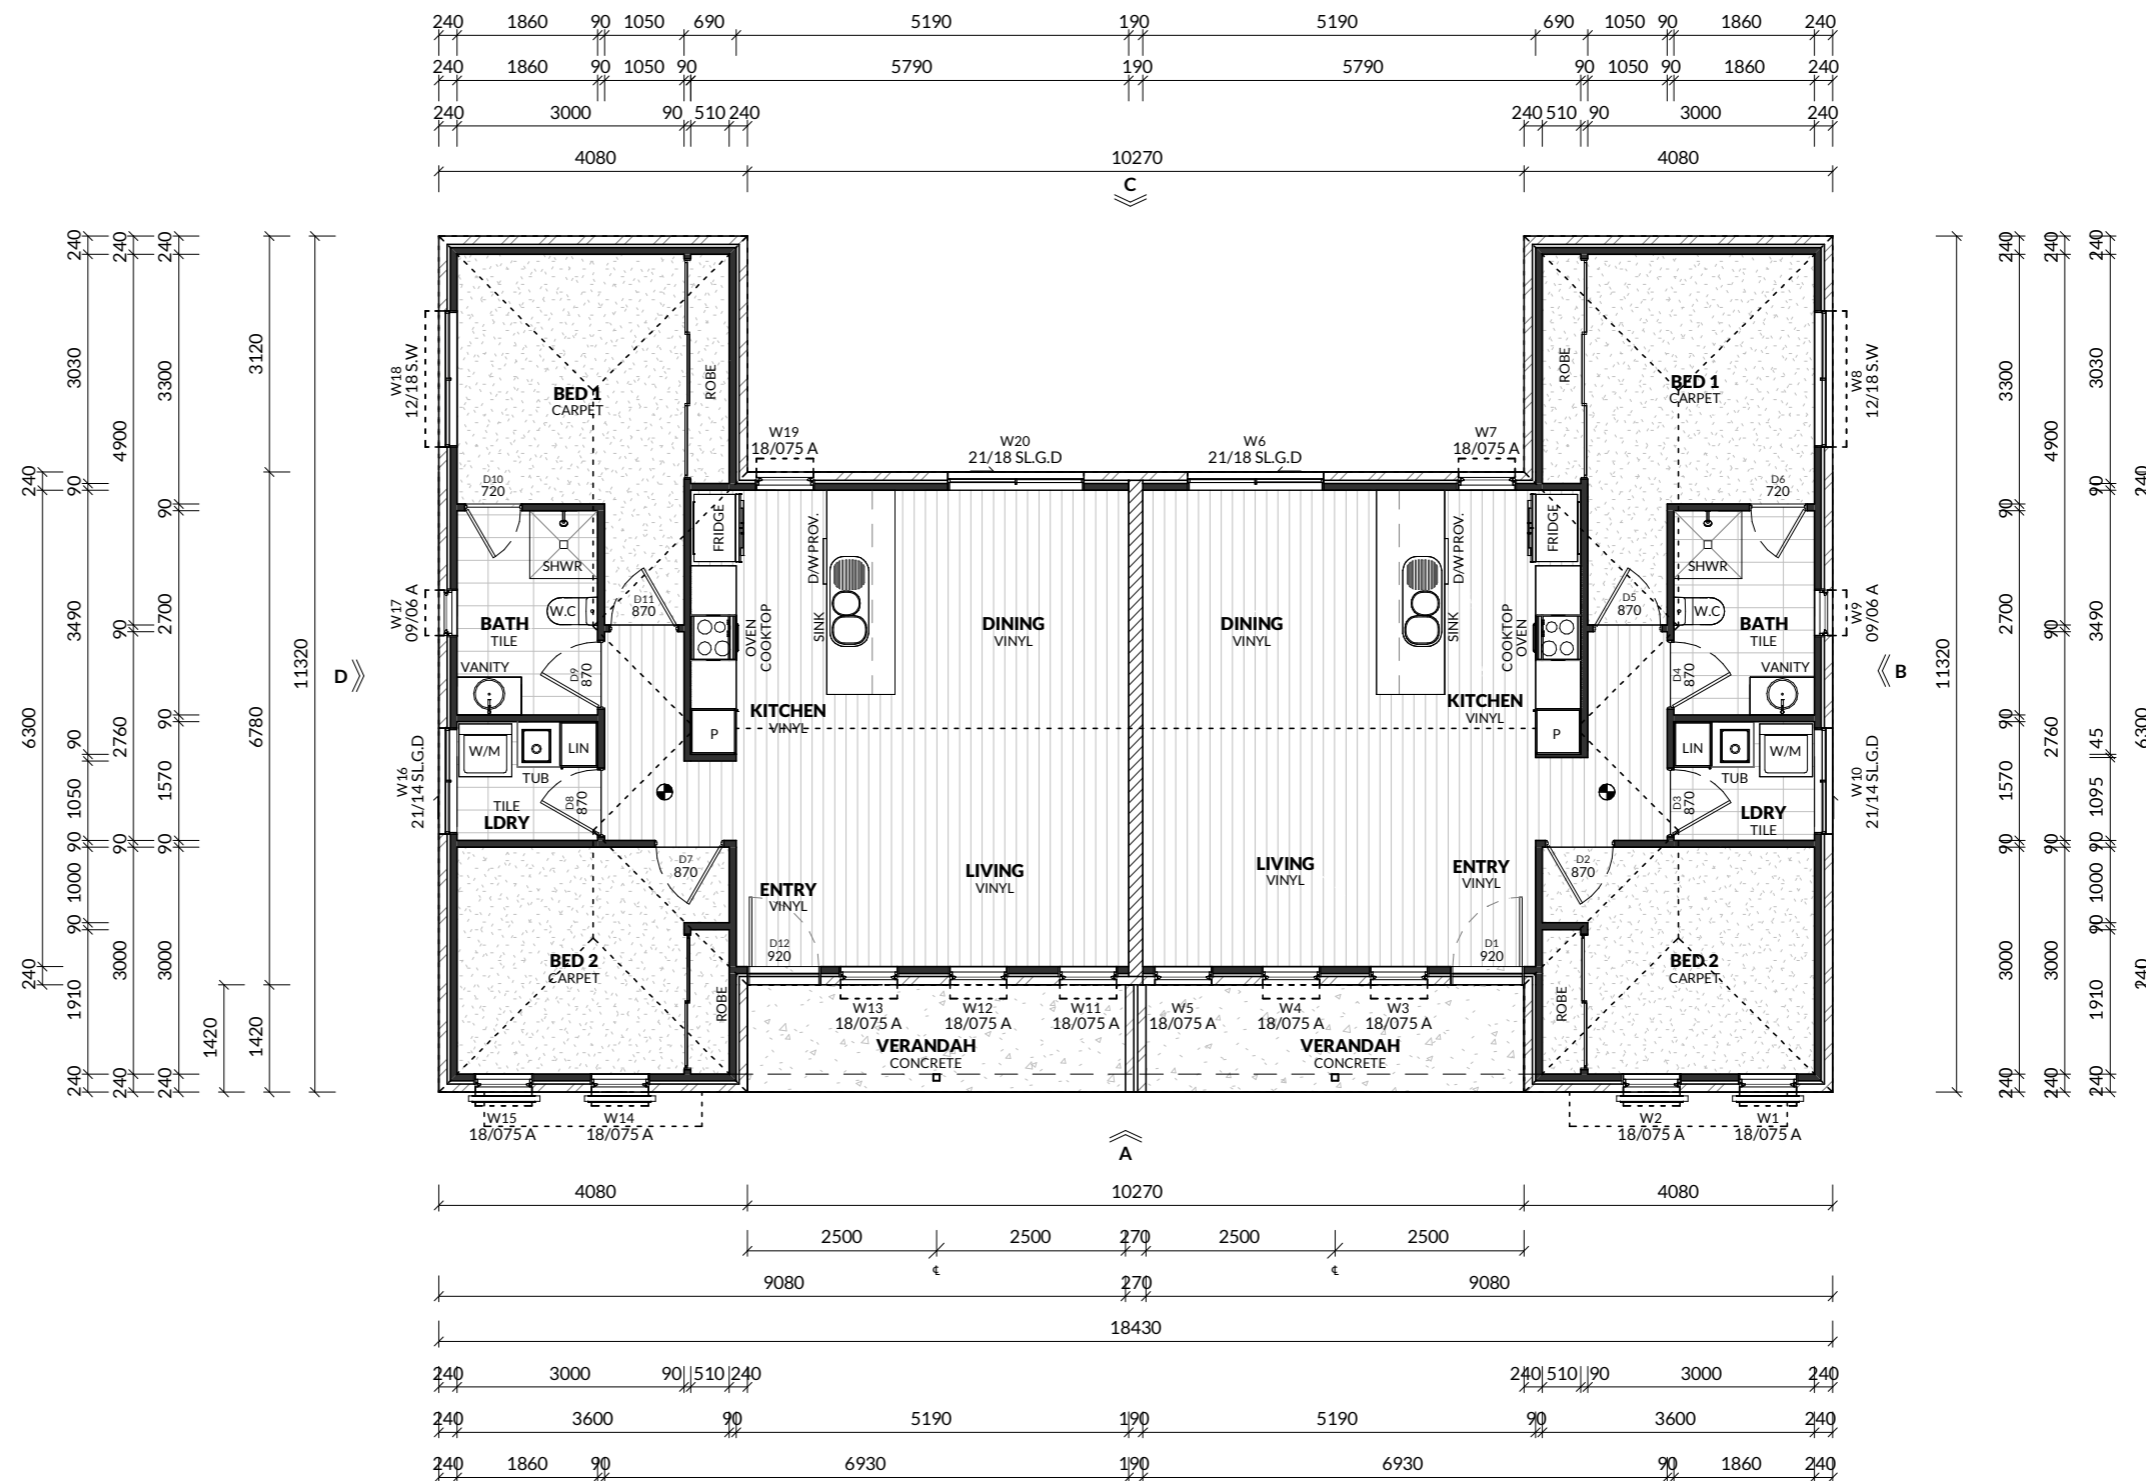 240 1860 90 1050 690 5190 190 5190 690 1050 90 1860 240
240 1860 90 1050 90 5790 190 5790 90 1050 90 1860 240
240 3000 90 510 240 240 510 90 3000 240
4080 10270 4080
C
240 3030 90 3490 90 1050 90 1000 90 1910 240
240 4900 90 2760 90 3000 240
240 3300 90 2700 90 1570 90 3000 240
240 6300 240
3120 6780 1420
1420
11320
D
BED 1
CARPET
ROBE
W18
12/18 S.W
W19
18/075 A
W20
21/18 SL.G.D
W6
21/18 SL.G.D
W7
18/075 A
ROBE
BED 1
CARPET
W8
12/18 S.W
D10
720
SHWR
W.C
BATH
TILE
VANITY
W17
09/06 A
D11
870
D9
870
FRIDGE
OVEN
COOKTOP
D/W PROV.
SINK
DINING
VINYL
KITCHEN
VINYL
P
DINING
VINYL
D/W PROV.
SINK
FRIDGE
COOKTOP
OVEN
KITCHEN
VINYL
P
D6
720
SHWR
W.C
BATH
TILE
VANITY
D5
870
D4
870
W9
09/06 A
B
W16
21/14 SL.G.D
W/M
TUB
LIN
TILE
LDRY
D8
870
LIN
TUB
W/M
LDRY
TILE
D3
870
W10
21/14 SL.G.D
D7
870
BED 2
CARPET
ROBE
ENTRY
VINYL
D12
920
LIVING
VINYL
LIVING
VINYL
ENTRY
VINYL
D1
920
D2
870
BED 2
CARPET
ROBE
W13
18/075 A
W12
18/075 A
W11
18/075 A
W5
18/075 A
W4
18/075 A
W3
18/075 A
VERANDAH
CONCRETE
VERANDAH
CONCRETE
W15
18/075 A
W14
18/075 A
W2
18/075 A
W1
18/075 A
A
11320
240 3300 90 2700 90 1570 90 3000 240
240 4900 90 2760 90 3000 240
240 3030 90 3490 45 1095 90 1000 90 1910 240
240 6300 240
4080 10270 4080
2500 2500 270 2500 2500
℄ ℄
9080 270 9080
18430
240 3000 90 510 240 240 510 90 3000 240
240 3600 90 5190 190 5190 90 3600 240
240 1860 90 6930 190 6930 90 1860 240